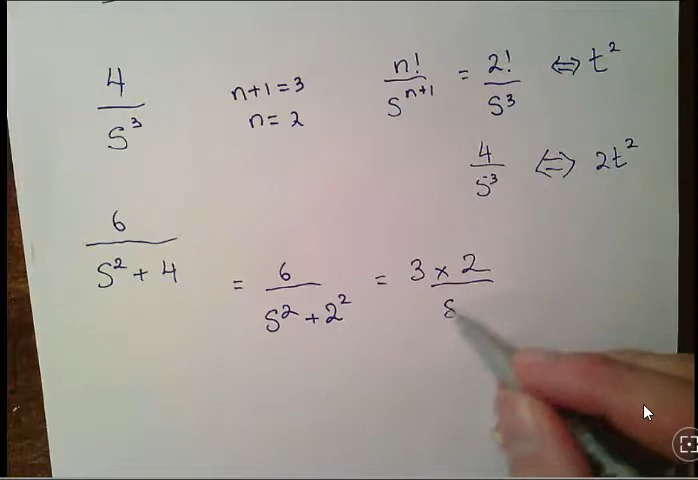 4/s³ n+1=3 n!/s^(n+1) = 2!/s³ ⇔ t²
n=2
4/s³ ⇔ 2t²
6/(s²+4) = 6/(s²+2²) = (3×2)/s